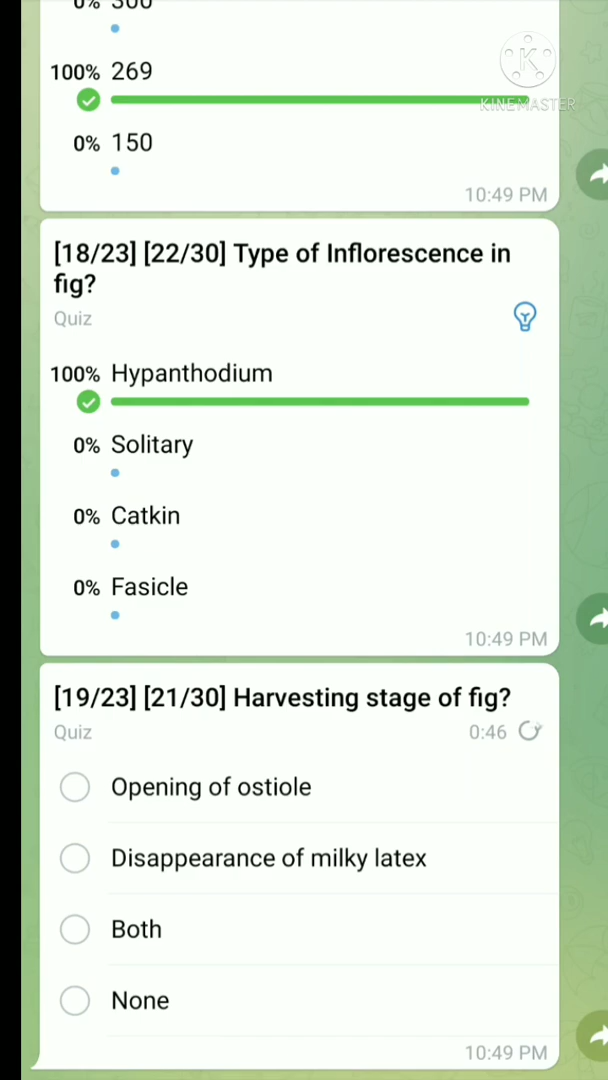 0% 300
100% 269
KINEMASTER
0% 150
10:49 PM
[18/23] [22/30] Type of Inflorescence in
fig?
Quiz
100% Hypanthodium
0% Solitary
0% Catkin
0% Fasicle
10:49 PM
[19/23] [21/30] Harvesting stage of fig?
Quiz 0:46
Opening of ostiole
Disappearance of milky latex
Both
None
10:49 PM